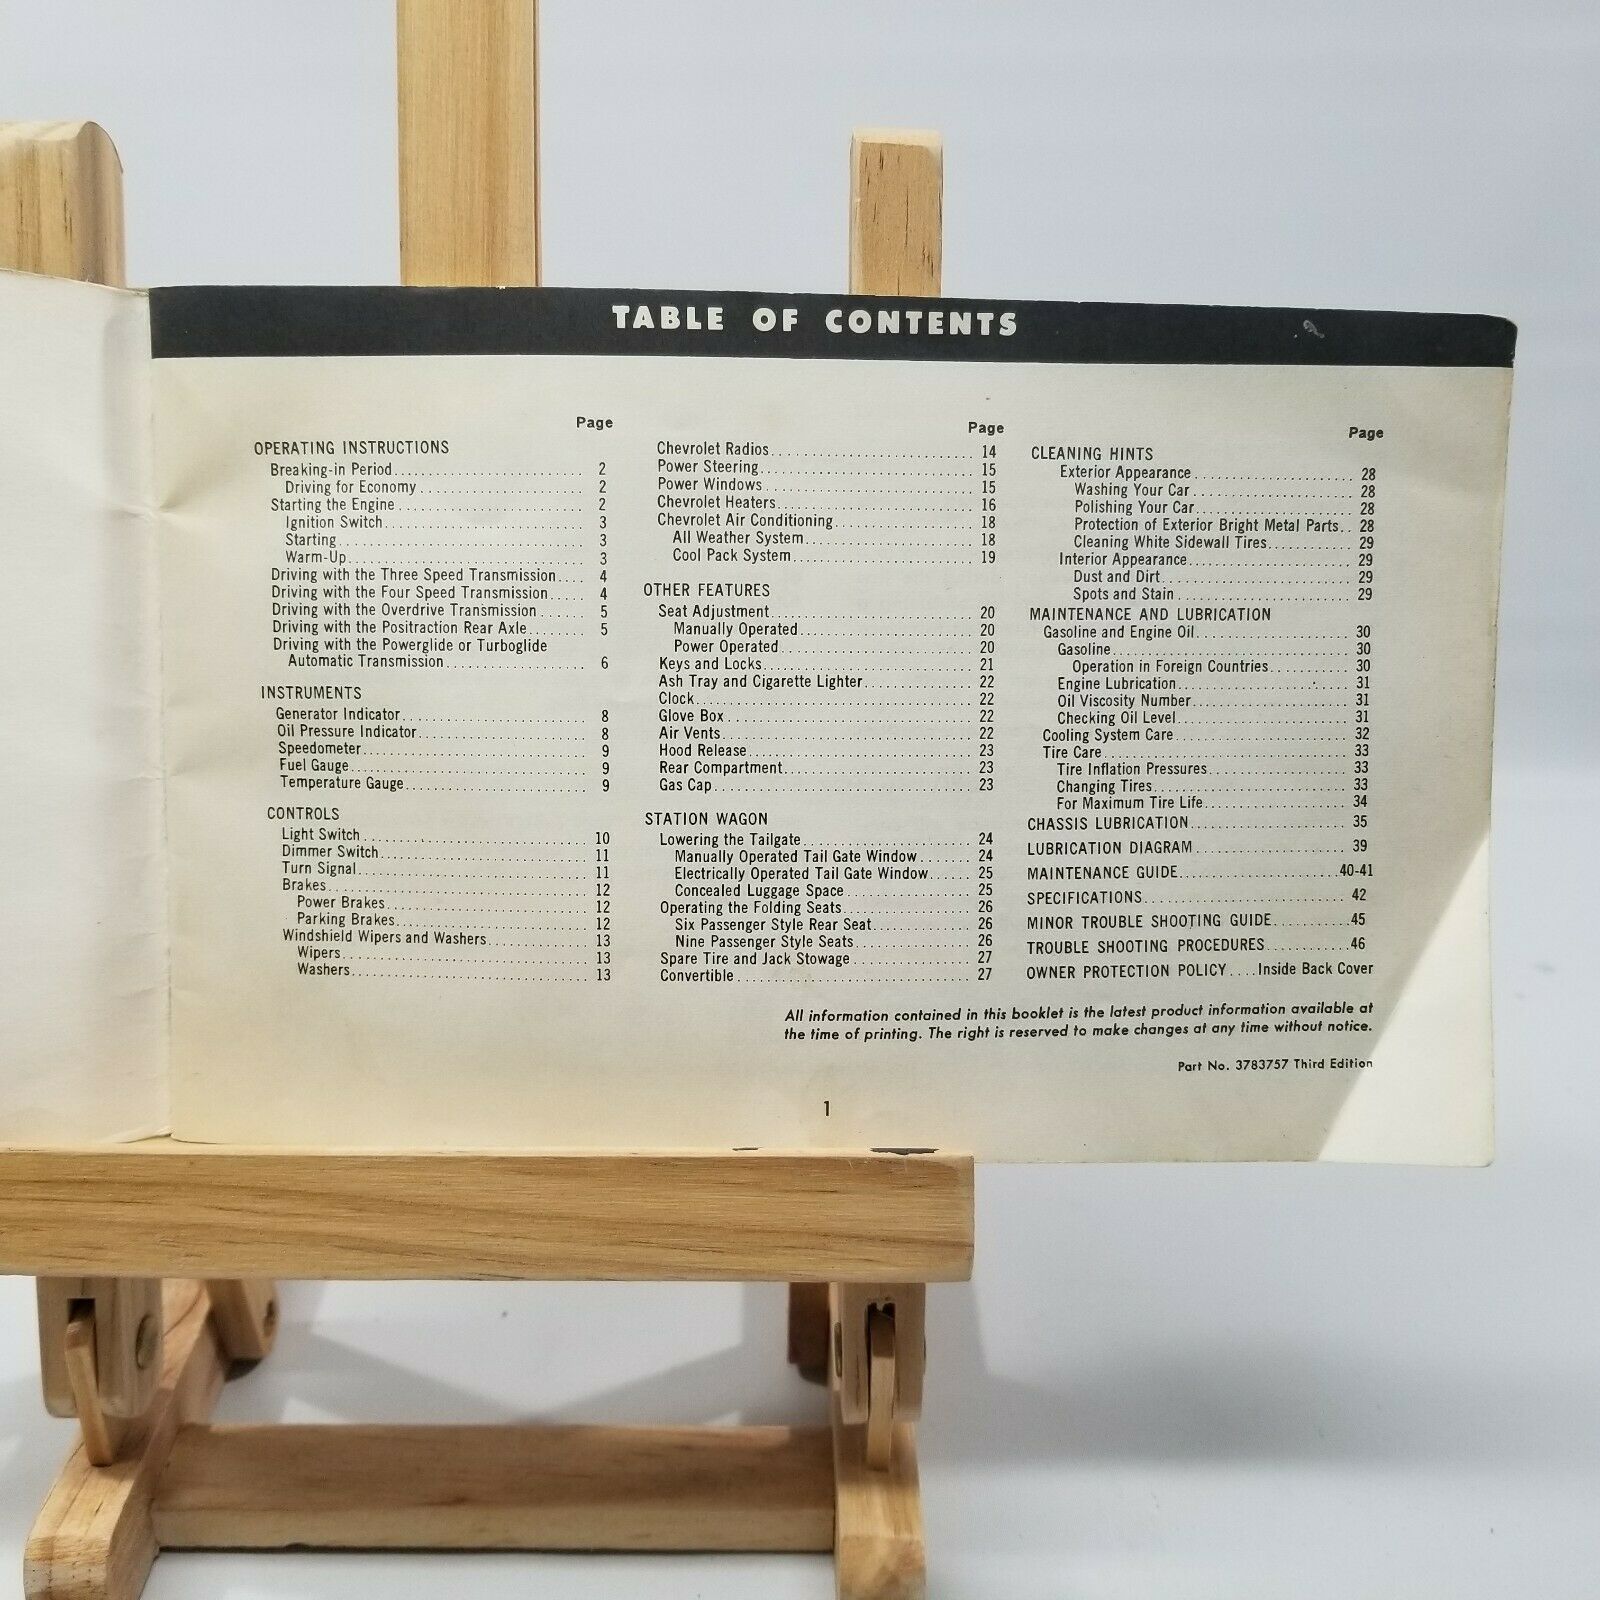 TABLE OF CONTENTS
Page
OPERATING INSTRUCTIONS
Breaking-in Period 2
Driving for Economy 2
Starting the Engine 2
Ignition Switch 3
Starting 3
Warm-Up 3
Driving with the Three Speed Transmission 4
Driving with the Four Speed Transmission 4
Driving with the Overdrive Transmission 5
Driving with the Positraction Rear Axle 5
Driving with the Powerglide or Turboglide
Automatic Transmission 6
INSTRUMENTS
Generator Indicator 8
Oil Pressure Indicator 8
Speedometer 9
Fuel Gauge 9
Temperature Gauge 9
CONTROLS
Light Switch 10
Dimmer Switch 11
Turn Signal 11
Brakes 12
Power Brakes 12
Parking Brakes 12
Windshield Wipers and Washers 13
Wipers 13
Washers 13
Page
Chevrolet Radios 14
Power Steering 15
Power Windows 15
Chevrolet Heaters 16
Chevrolet Air Conditioning 18
All Weather System 18
Cool Pack System 19
OTHER FEATURES
Seat Adjustment 20
Manually Operated 20
Power Operated 20
Keys and Locks 21
Ash Tray and Cigarette Lighter 22
Clock 22
Glove Box 22
Air Vents 22
Hood Release 23
Rear Compartment 23
Gas Cap 23
STATION WAGON
Lowering the Tailgate 24
Manually Operated Tail Gate Window 24
Electrically Operated Tail Gate Window 25
Concealed Luggage Space 25
Operating the Folding Seats 26
Six Passenger Style Rear Seat 26
Nine Passenger Style Seats 26
Spare Tire and Jack Stowage 27
Convertible 27
Page
CLEANING HINTS
Exterior Appearance 28
Washing Your Car 28
Polishing Your Car 28
Protection of Exterior Bright Metal Parts 28
Cleaning White Sidewall Tires 29
Interior Appearance 29
Dust and Dirt 29
Spots and Stain 29
MAINTENANCE AND LUBRICATION
Gasoline and Engine Oil 30
Gasoline 30
Operation in Foreign Countries 30
Engine Lubrication 31
Oil Viscosity Number 31
Checking Oil Level 31
Cooling System Care 32
Tire Care 33
Tire Inflation Pressures 33
Changing Tires 33
For Maximum Tire Life 34
CHASSIS LUBRICATION 35
LUBRICATION DIAGRAM 39
MAINTENANCE GUIDE 40-41
SPECIFICATIONS 42
MINOR TROUBLE SHOOTING GUIDE 45
TROUBLE SHOOTING PROCEDURES 46
OWNER PROTECTION POLICY Inside Back Cover
All information contained in this booklet is the latest product information available at
the time of printing. The right is reserved to make changes at any time without notice.
Part No. 3783757 Third Edition
1